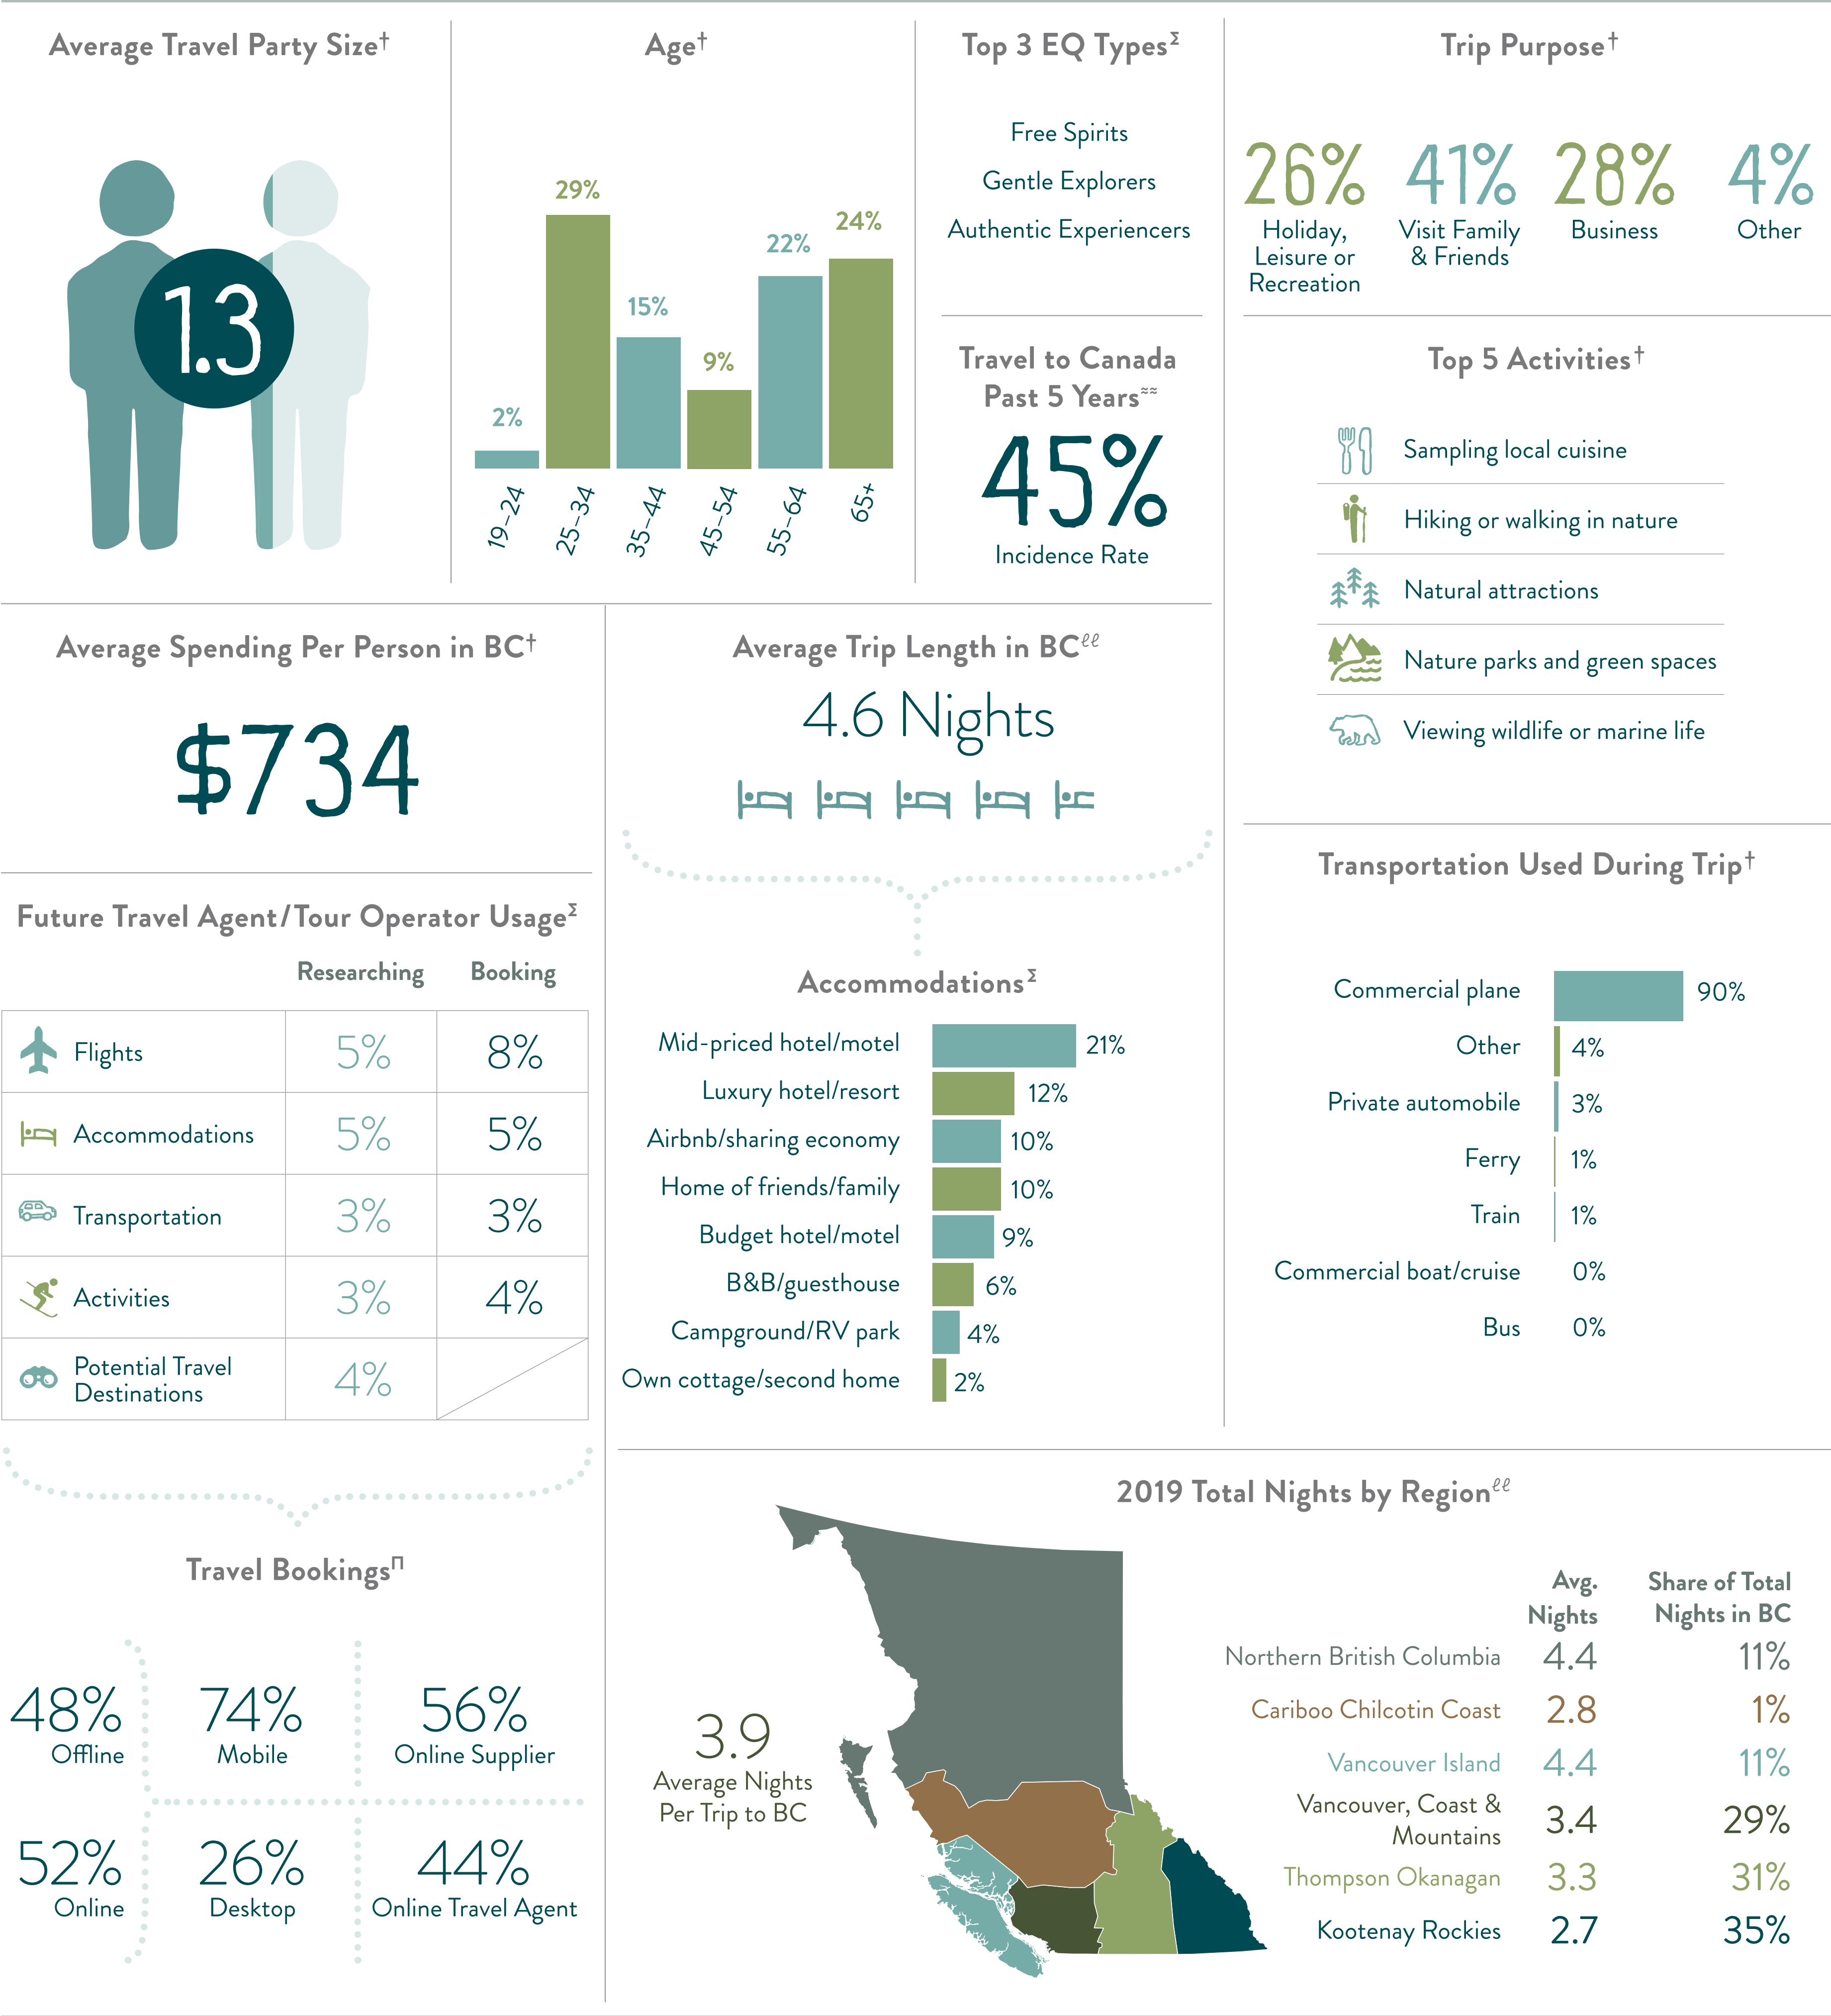 Average Travel Party Size†
1.3
Age†
29%
24%
22%
15%
9%
2%
19–24
25–34
35–44
45–54
55–64
65+
Top 3 EQ Types Σ
Free Spirits
Gentle Explorers
Authentic Experiencers
Travel to Canada
Past 5 Years≈≈
45%
Incidence Rate
Trip Purpose†
26%
Holiday,
Leisure or
Recreation
41%
Visit Family
& Friends
28%
Business
4%
Other
Top 5 Activities†
Sampling local cuisine
Hiking or walking in nature
Natural attractions
Nature parks and green spaces
Viewing wildlife or marine life
Average Spending Per Person in BC†
$734
Average Trip Length in BCℓℓ
4.6 Nights
Future Travel Agent/Tour Operator UsageΣ
Researching Booking
Flights 5% 8%
Accommodations 5% 5%
Transportation 3% 3%
Activities 3% 4%
Potential Travel
Destinations
4%
AccommodationsΣ
Mid-priced hotel/motel 21%
Luxury hotel/resort 12%
Airbnb/sharing economy 10%
Home of friends/family 10%
Budget hotel/motel 9%
B&B/guesthouse 6%
Campground/RV park 4%
Own cottage/second home 2%
Transportation Used During Trip†
Commercial plane 90%
Other 4%
Private automobile 3%
Ferry 1%
Train 1%
Commercial boat/cruise 0%
Bus 0%
Travel BookingsΠ
48%
Offline
74%
Mobile
56%
Online Supplier
52%
Online
26%
Desktop
44%
Online Travel Agent
2019 Total Nights by Regionℓℓ
3.9
Average Nights
Per Trip to BC
Avg.
Nights
Share of Total
Nights in BC
Northern British Columbia 4.4 11%
Cariboo Chilcotin Coast 2.8 1%
Vancouver Island 4.4 11%
Vancouver, Coast &
Mountains
3.4 29%
Thompson Okanagan 3.3 31%
Kootenay Rockies 2.7 35%